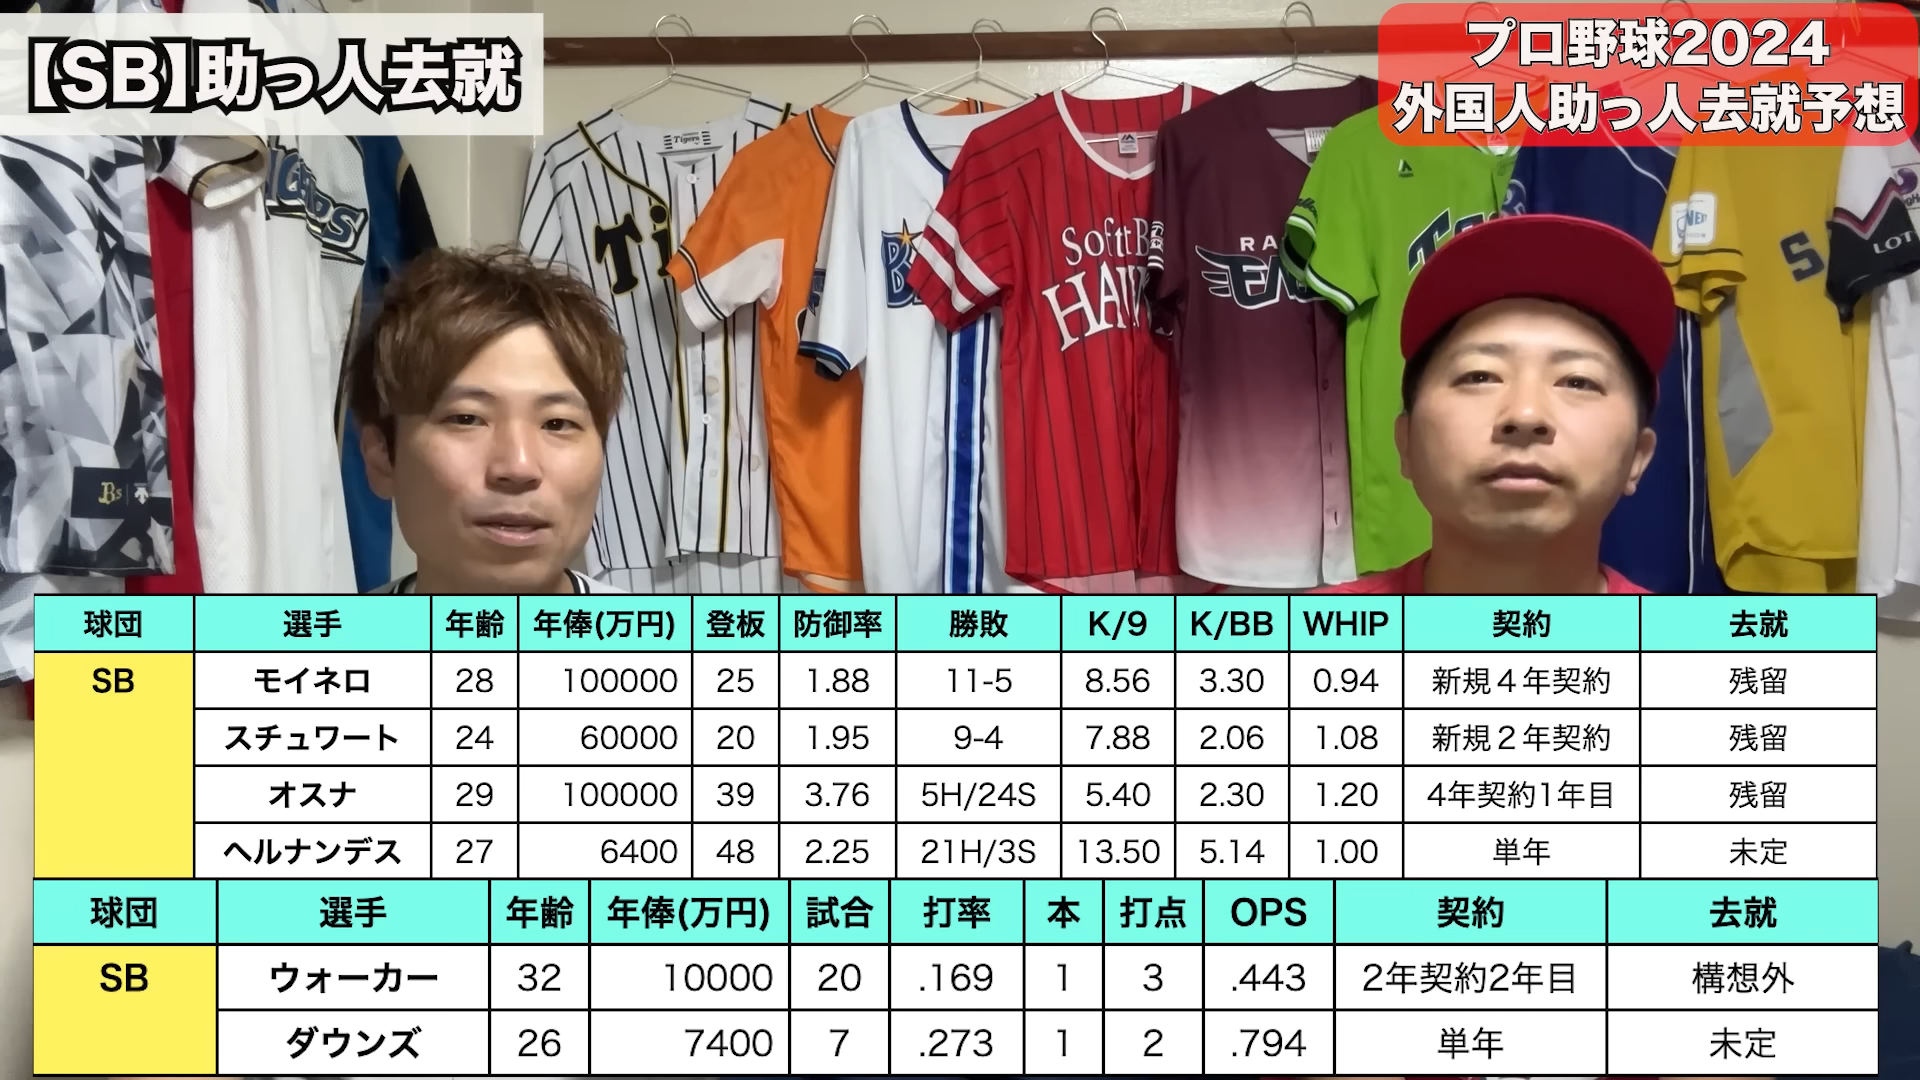 【SB】助っ人去就
プロ野球2024
外国人助っ人去就予想
Tigers
Ti
SofttB
HAW
RA
EA
S
LOT
Bs
球団 選手 年齢 年俸(万円) 登板 防御率 勝敗 K/9 K/BB WHIP 契約 去就
SB モイネロ 28 100000 25 1.88 11-5 8.56 3.30 0.94 新規４年契約 残留
スチュワート 24 60000 20 1.95 9-4 7.88 2.06 1.08 新規２年契約 残留
オスナ 29 100000 39 3.76 5H/24S 5.40 2.30 1.20 4年契約1年目 残留
ヘルナンデス 27 6400 48 2.25 21H/3S 13.50 5.14 1.00 単年 未定
球団 選手 年齢 年俸(万円) 試合 打率 本 打点 OPS 契約 去就
SB ウォーカー 32 10000 20 .169 1 3 .443 2年契約2年目 構想外
ダウンズ 26 7400 7 .273 1 2 .794 単年 未定